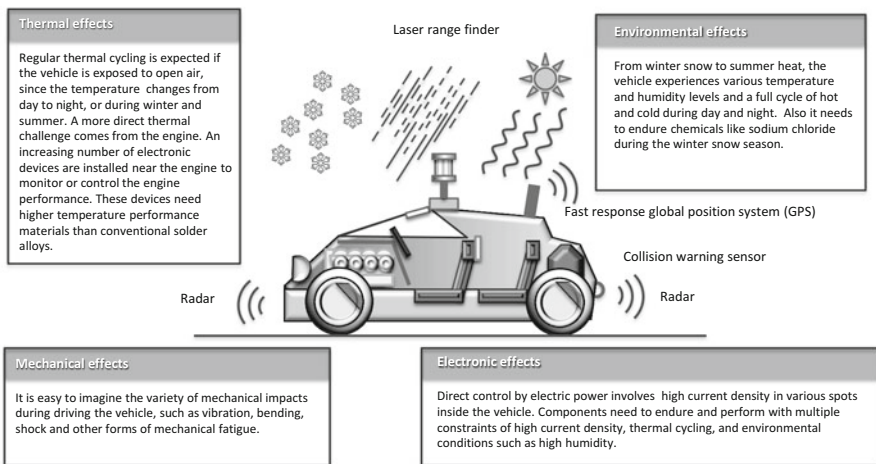 Thermal effects
Regular thermal cycling is expected if
the vehicle is exposed to open air,
since the temperature changes from
day to night, or during winter and
summer. A more direct thermal
challenge comes from the engine. An
increasing number of electronic
devices are installed near the engine to
monitor or control the engine
performance. These devices need
higher temperature performance
materials than conventional solder
alloys.
Laser range finder
Environmental effects
From winter snow to summer heat, the
vehicle experiences various temperature
and humidity levels and a full cycle of hot
and cold during day and night. Also it needs
to endure chemicals like sodium chloride
during the winter snow season.
Fast response global position system (GPS)
Collision warning sensor
Radar
Radar
Mechanical effects
It is easy to imagine the variety of mechanical impacts
during driving the vehicle, such as vibration, bending,
shock and other forms of mechanical fatigue.
Electronic effects
Direct control by electric power involves high current density in various spots
inside the vehicle. Components need to endure and perform with multiple
constraints of high current density, thermal cycling, and environmental
conditions such as high humidity.